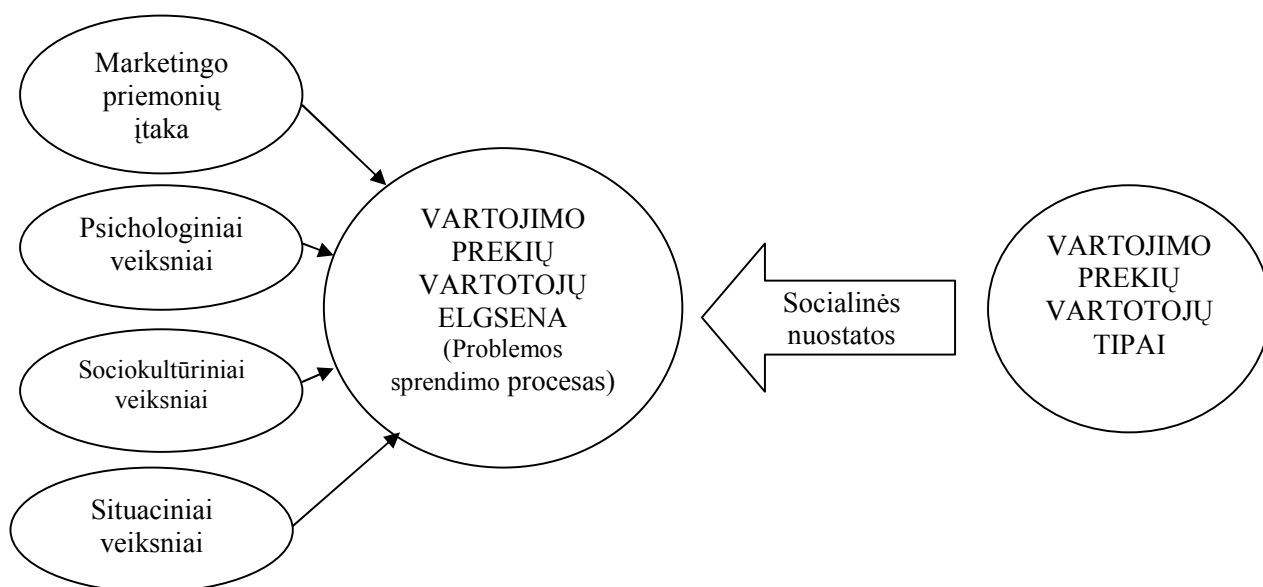 Marketingo
priemonių
įtaka
Psichologiniai
veiksniai
Sociokultūriniai
veiksniai
Situaciniai
veiksniai
VARTOJIMO
PREKIŲ
VARTOTOJŲ
ELGSENA
(Problemos
sprendimo procesas)
Socialinės
nuostatos
VARTOJIMO
PREKIŲ
VARTOTOJŲ
TIPAI